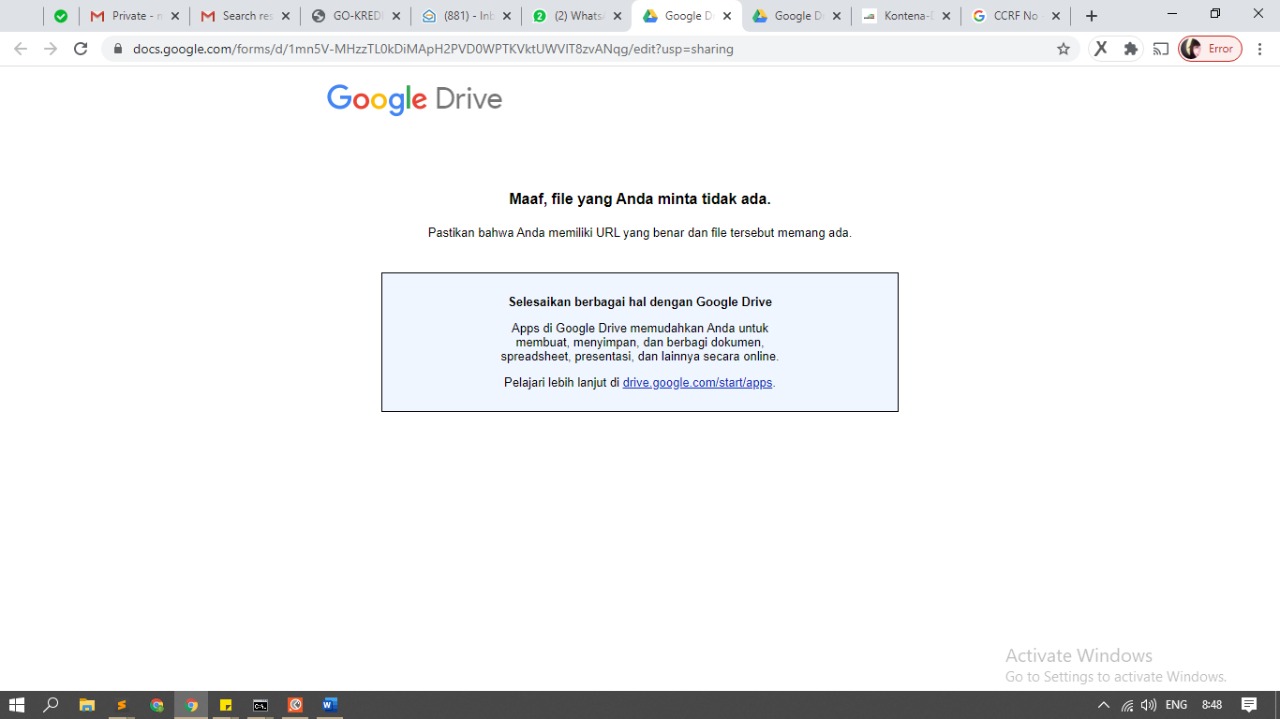 Private - m
Search res
GO-KRED
(881) - Inb
(2) Whats
Google D
Google D
Kontena-
CCRF No
docs.google.com/forms/d/1mn5V-MHzzTL0kDiMApH2PVD0WPTKVktUWVlT8zvANqg/edit?usp=sharing
Error
Google Drive
Maaf, file yang Anda minta tidak ada.
Pastikan bahwa Anda memiliki URL yang benar dan file tersebut memang ada.
Selesaikan berbagai hal dengan Google Drive
Apps di Google Drive memudahkan Anda untuk
membuat, menyimpan, dan berbagi dokumen,
spreadsheet, presentasi, dan lainnya secara online.
Pelajari lebih lanjut di drive.google.com/start/apps.
Activate Windows
Go to Settings to activate Windows.
ENG
8:48